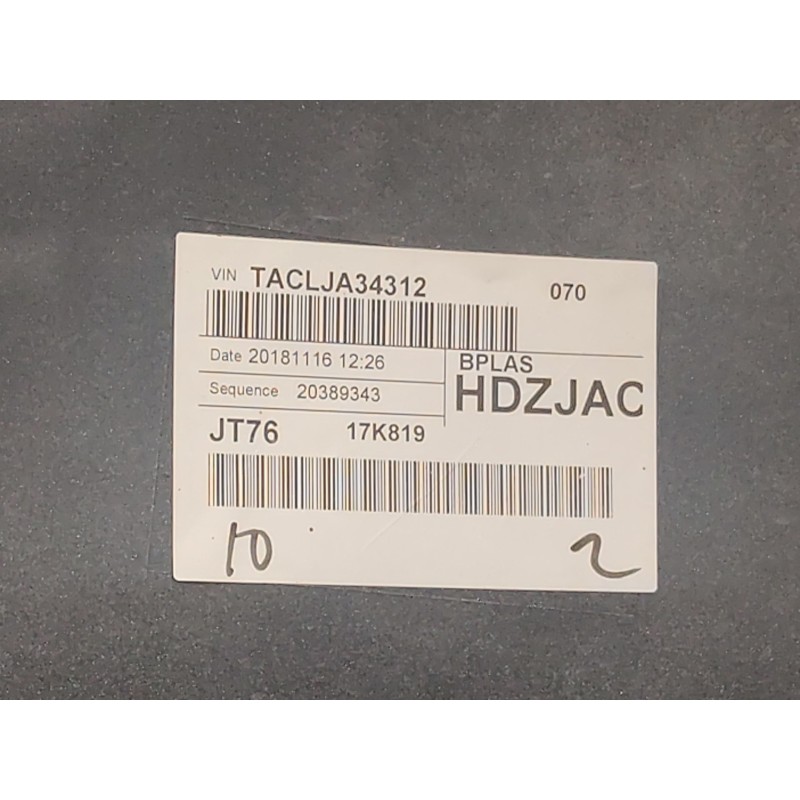 VIN TACLJA34312 070
Date 20181116 12:26
BPLAS
Sequence 20389343
HDZJAC
JT76 17K819
10 2